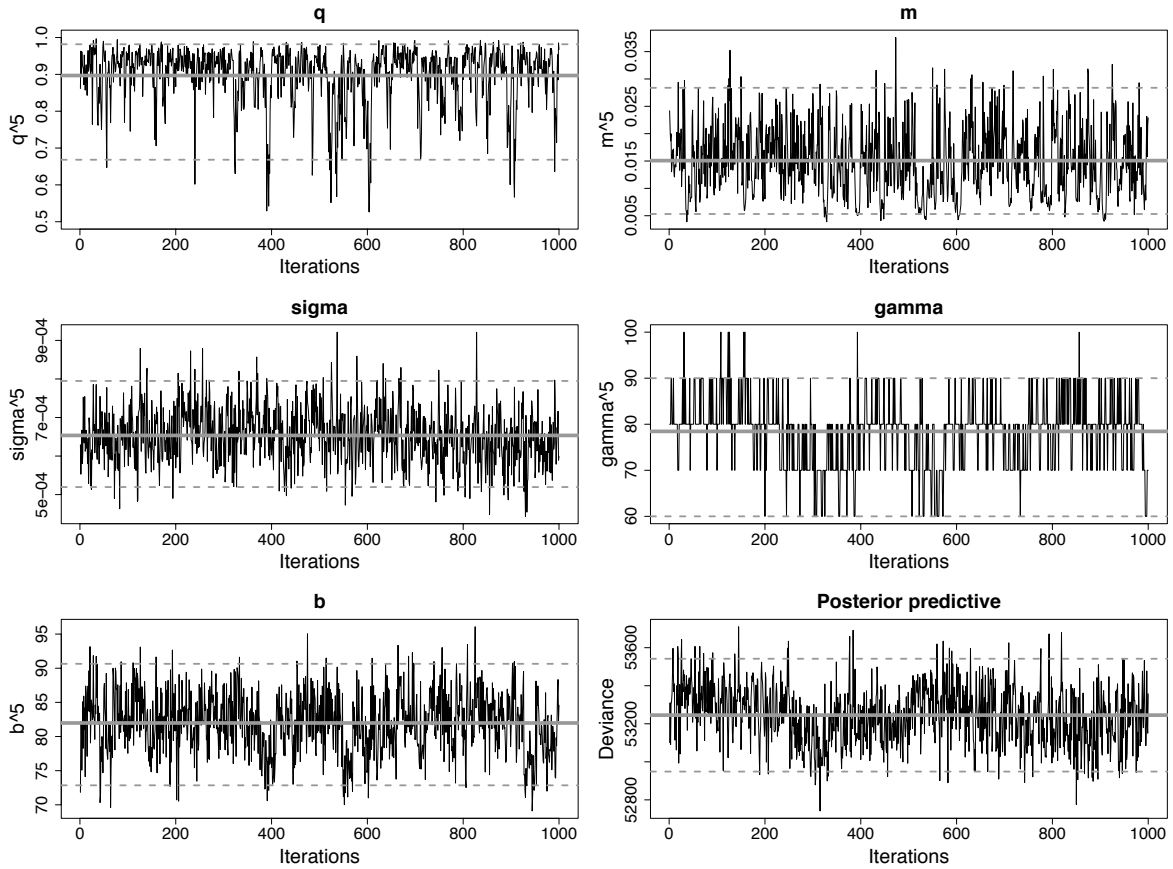 q
q^5
0.5 0.6 0.7 0.8 0.9 1.0
0 200 400 600 800 1000
Iterations
m
m^5
0.005 0.015 0.025 0.035
0 200 400 600 800 1000
Iterations
sigma
sigma^5
5e−04 7e−04 9e−04
0 200 400 600 800 1000
Iterations
gamma
gamma^5
60 70 80 90 100
0 200 400 600 800 1000
Iterations
b
b^5
70 75 80 85 90 95
0 200 400 600 800 1000
Iterations
Posterior predictive
Deviance
52800 53200 53600
0 200 400 600 800 1000
Iterations